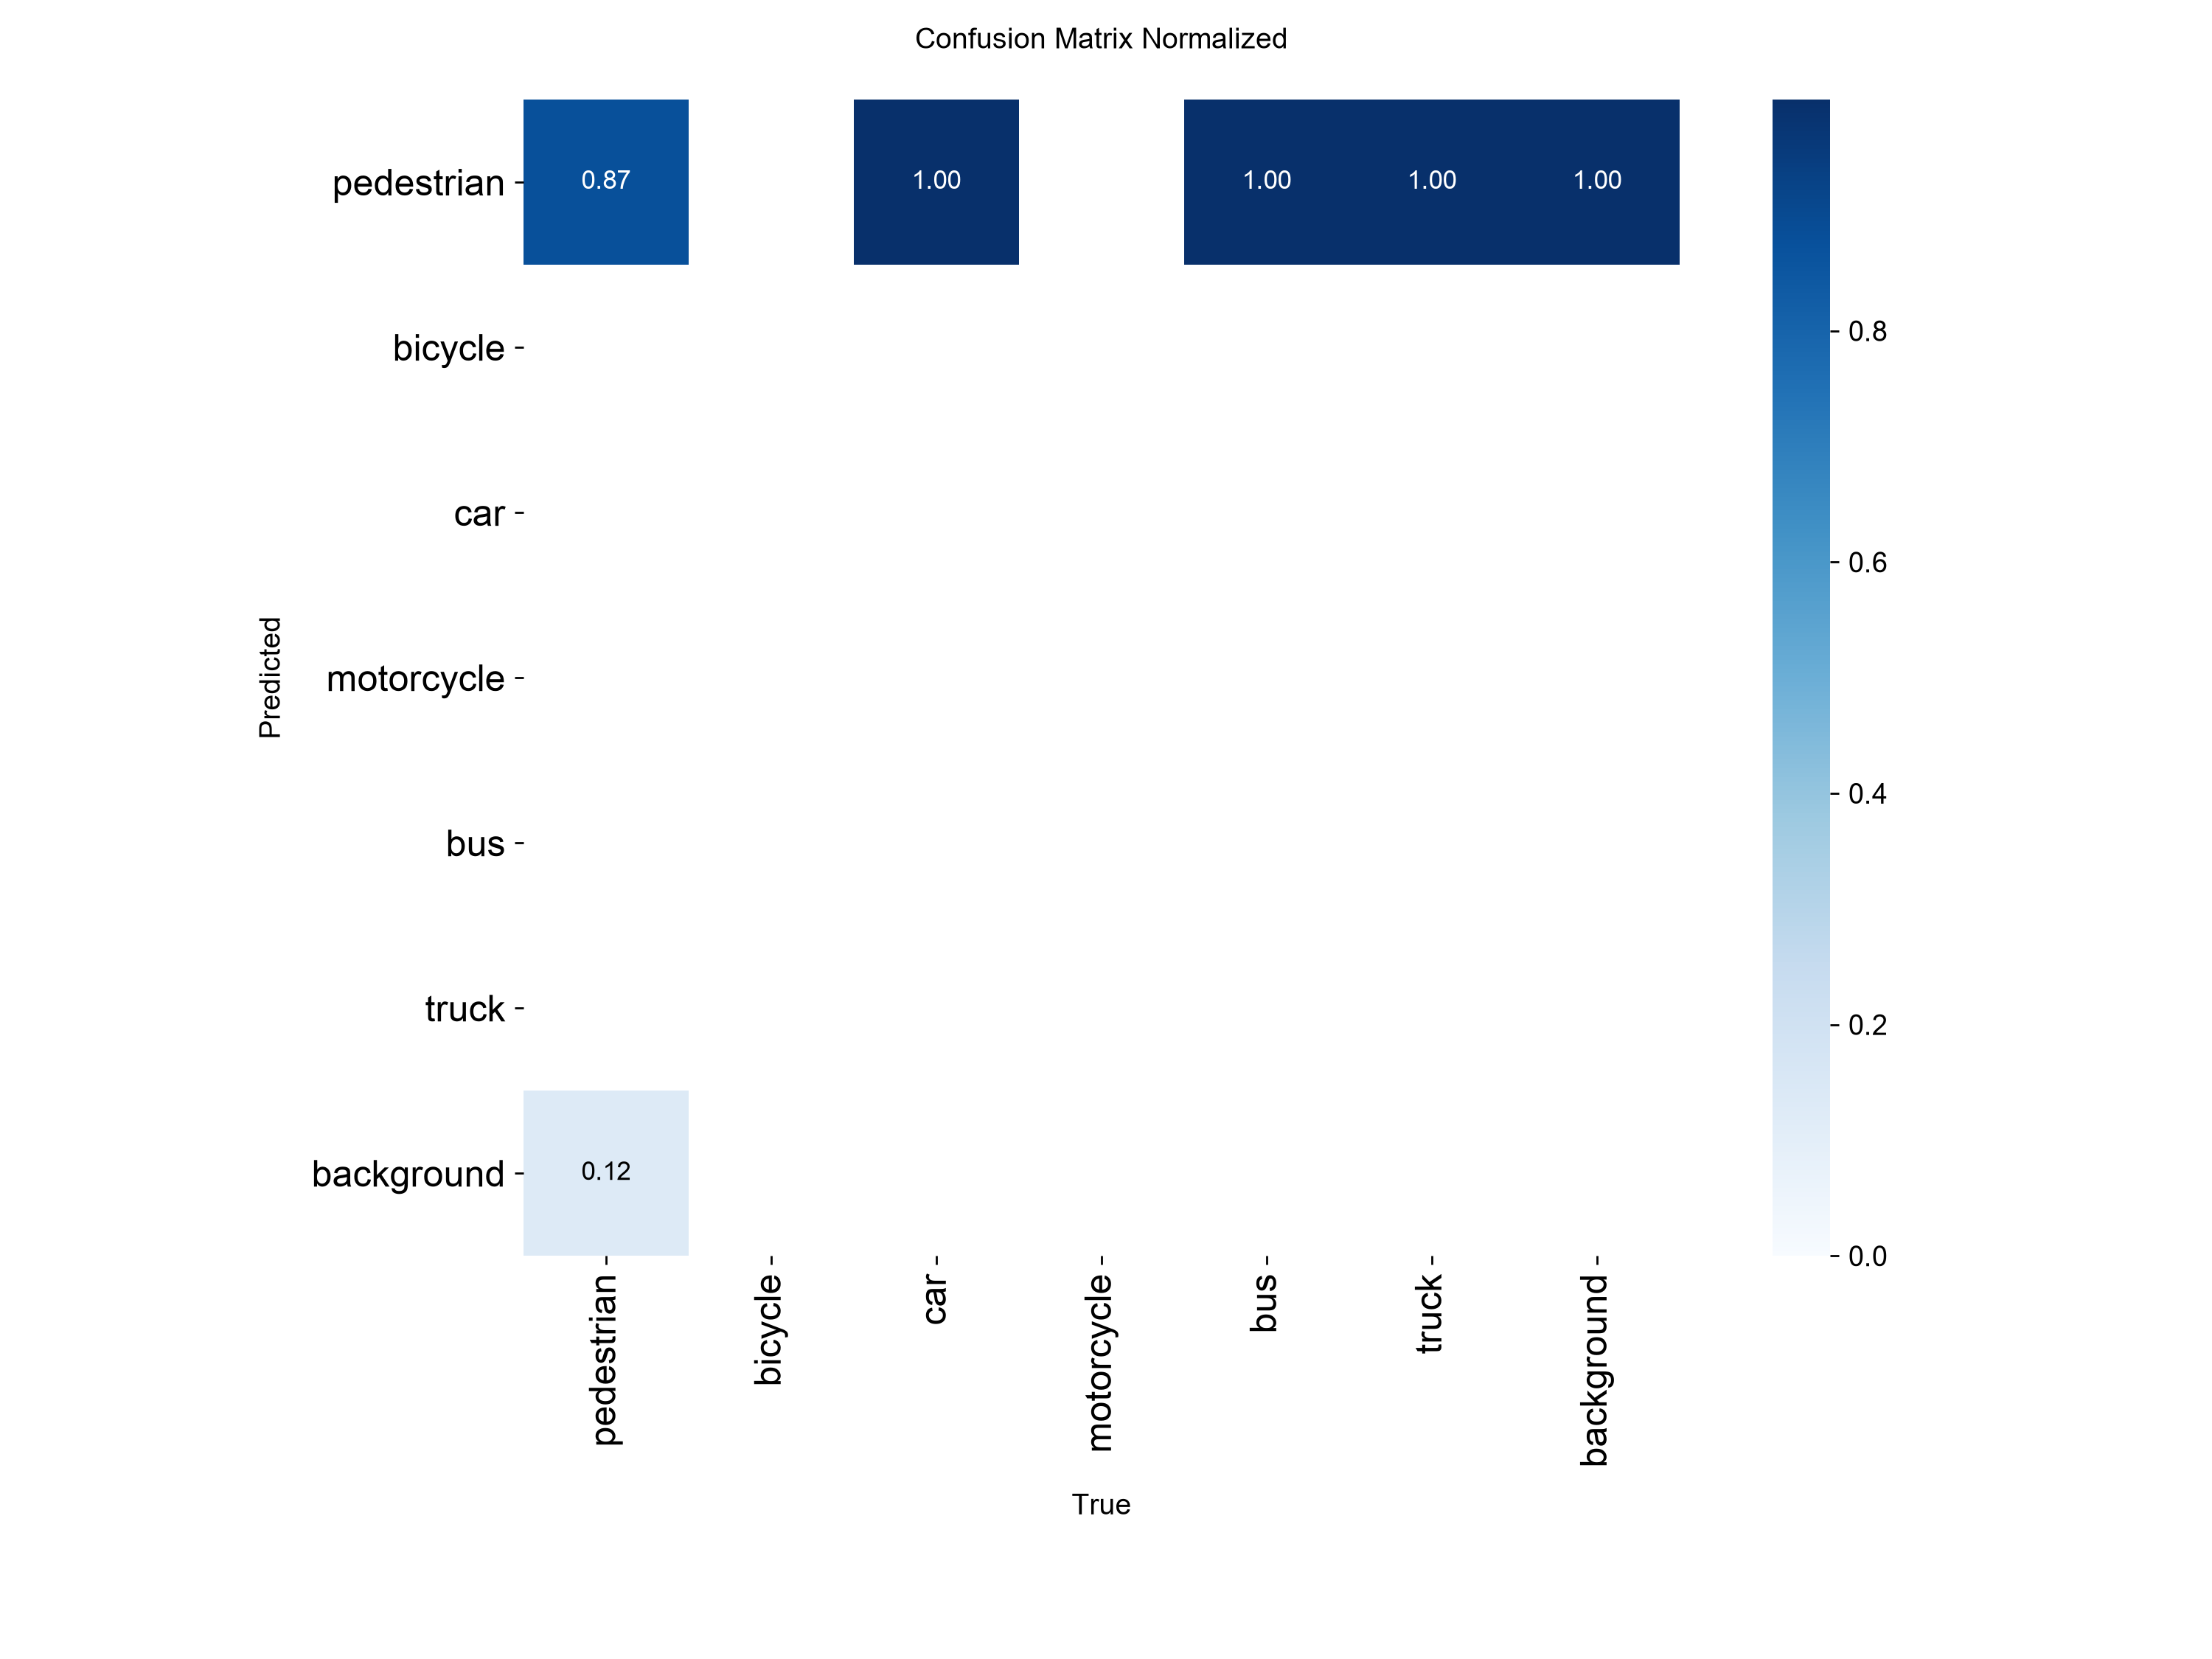 Confusion Matrix Normalized
pedestrian
0.87
1.00
1.00
1.00
1.00
bicycle
car
motorcycle
bus
truck
background
0.12
Predicted
pedestrian
bicycle
car
motorcycle
bus
truck
background
True
0.8
0.6
0.4
0.2
0.0